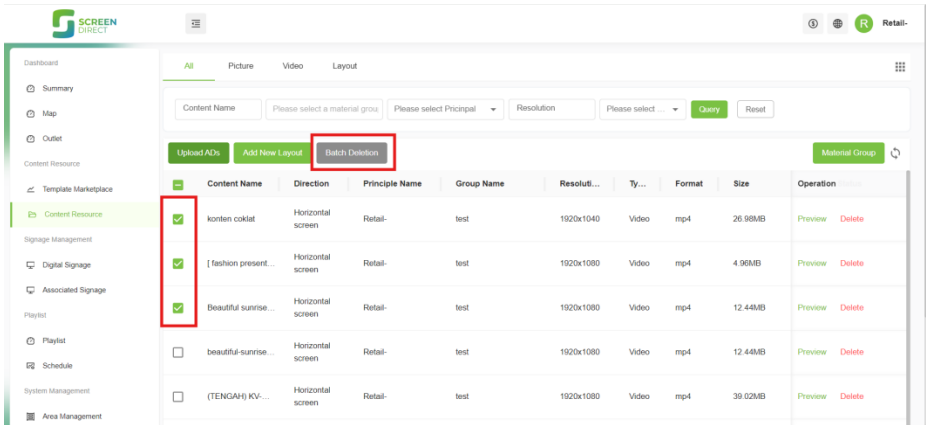 SCREEN
DIRECT
R
Retail-
Dashboard
Summary
Map
Outlet
Content Resource
Template Marketplace
Content Resource
Signage Management
Digital Signage
Associated Signage
Playlist
Playlist
Schedule
System Management
Area Management
All Picture Video Layout
Content Name Please select a material grou Please select Pricinpal Resolution Please select ... Query Reset
Upload ADs Add New Layout Batch Deletion Material Group
Content Name Direction Principle Name Group Name Resoluti... Ty... Format Size Operation
konten coklat Horizontal screen Retail- test 1920x1040 Video mp4 26.98MB Preview Delete
[ fashion present... Horizontal screen Retail- test 1920x1080 Video mp4 4.96MB Preview Delete
Beautiful sunrise... Horizontal screen Retail- test 1920x1080 Video mp4 12.44MB Preview Delete
beautiful-sunrise... Horizontal screen Retail- test 1920x1080 Video mp4 12.44MB Preview Delete
(TENGAH) KV-... Horizontal screen Retail- test 1920x1080 Video mp4 39.02MB Preview Delete